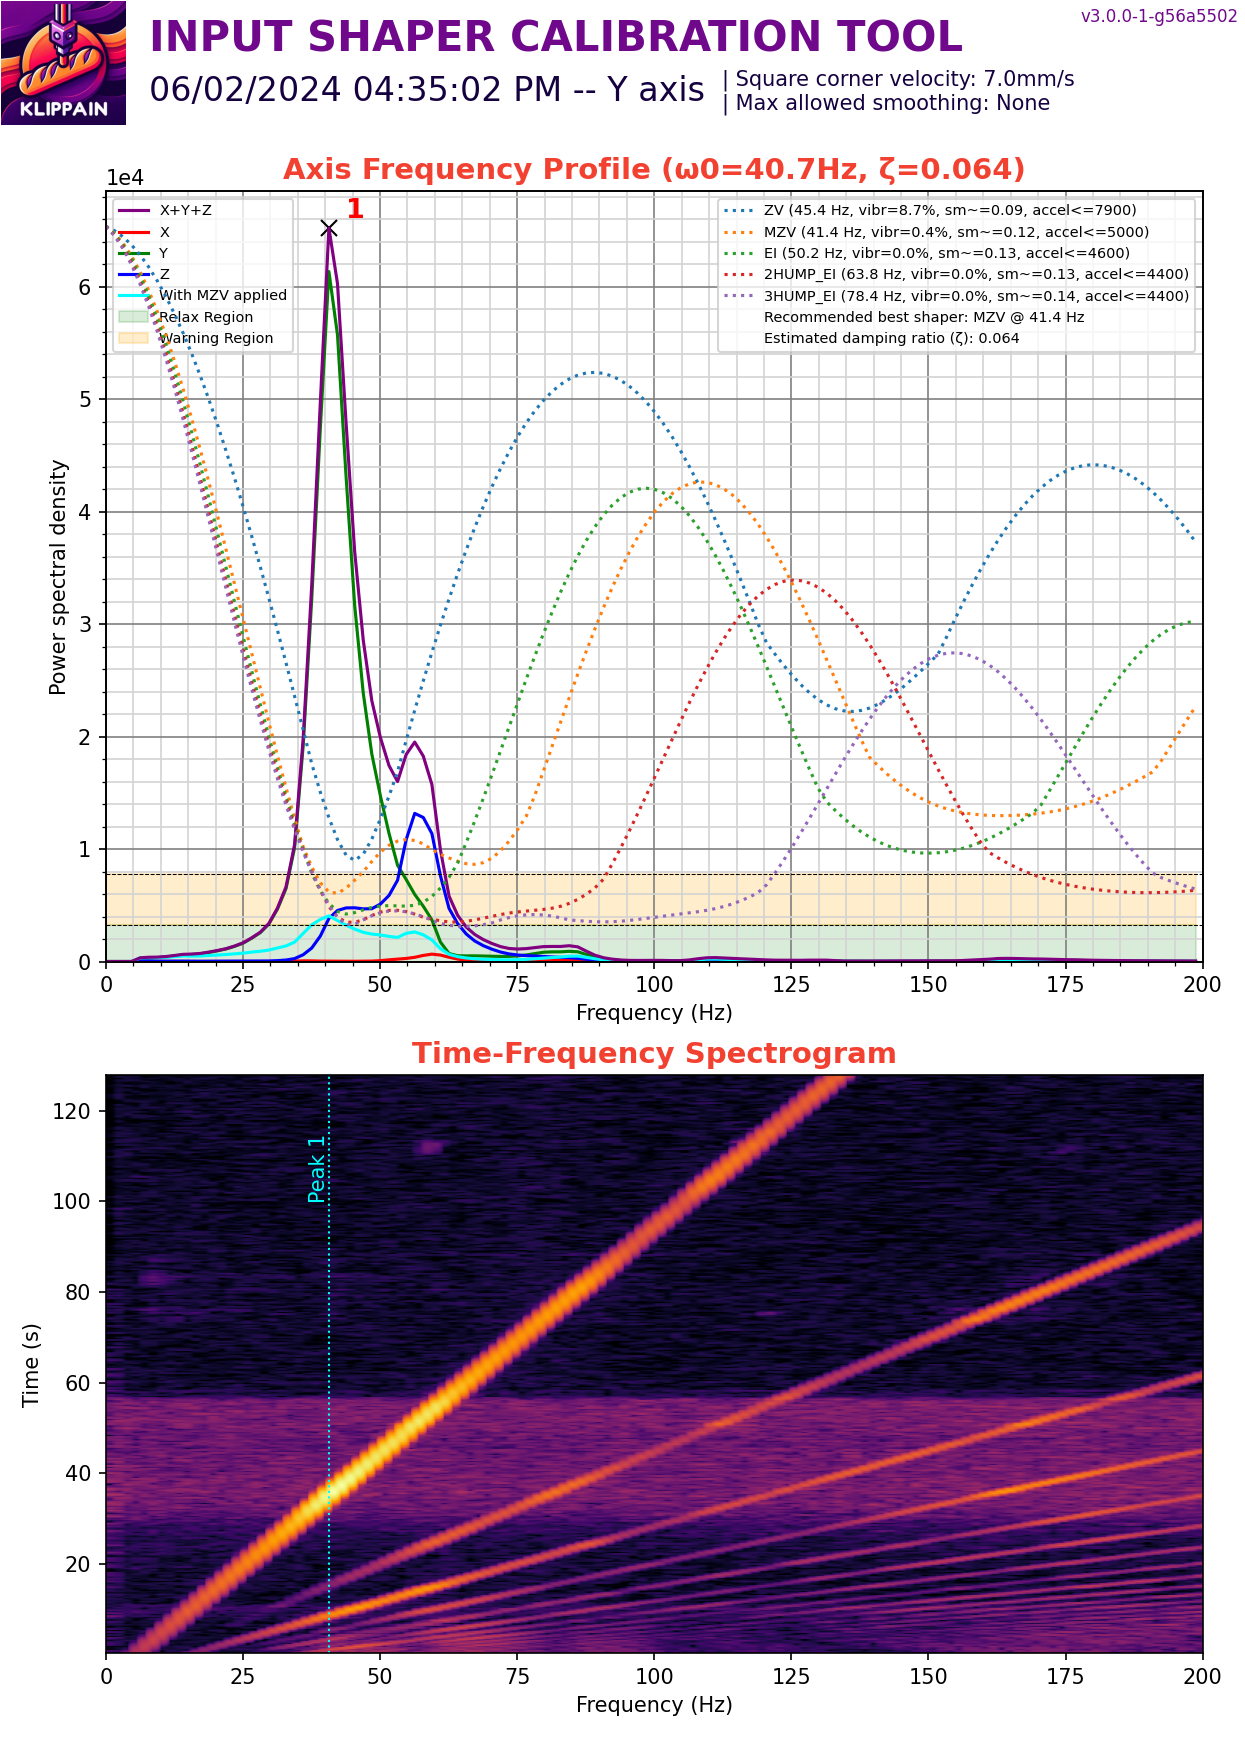 v3.0.0-1-g56a5502
INPUT SHAPER CALIBRATION TOOL
KLIPPAIN
06/02/2024 04:35:02 PM -- Y axis
| Square corner velocity: 7.0mm/s
| Max allowed smoothing: None
Axis Frequency Profile (ω0=40.7Hz, ζ=0.064)
1e4
1
X+Y+Z
X
Y
Z
With MZV applied
Relax Region
Warning Region
ZV (45.4 Hz, vibr=8.7%, sm~=0.09, accel<=7900)
MZV (41.4 Hz, vibr=0.4%, sm~=0.12, accel<=5000)
EI (50.2 Hz, vibr=0.0%, sm~=0.13, accel<=4600)
2HUMP_EI (63.8 Hz, vibr=0.0%, sm~=0.13, accel<=4400)
3HUMP_EI (78.4 Hz, vibr=0.0%, sm~=0.14, accel<=4400)
Recommended best shaper: MZV @ 41.4 Hz
Estimated damping ratio (ζ): 0.064
Power spectral density
6
5
4
3
2
1
0
0 25 50 75 100 125 150 175 200
Frequency (Hz)
Time-Frequency Spectrogram
Peak 1
Time (s)
120
100
80
60
40
20
0 25 50 75 100 125 150 175 200
Frequency (Hz)